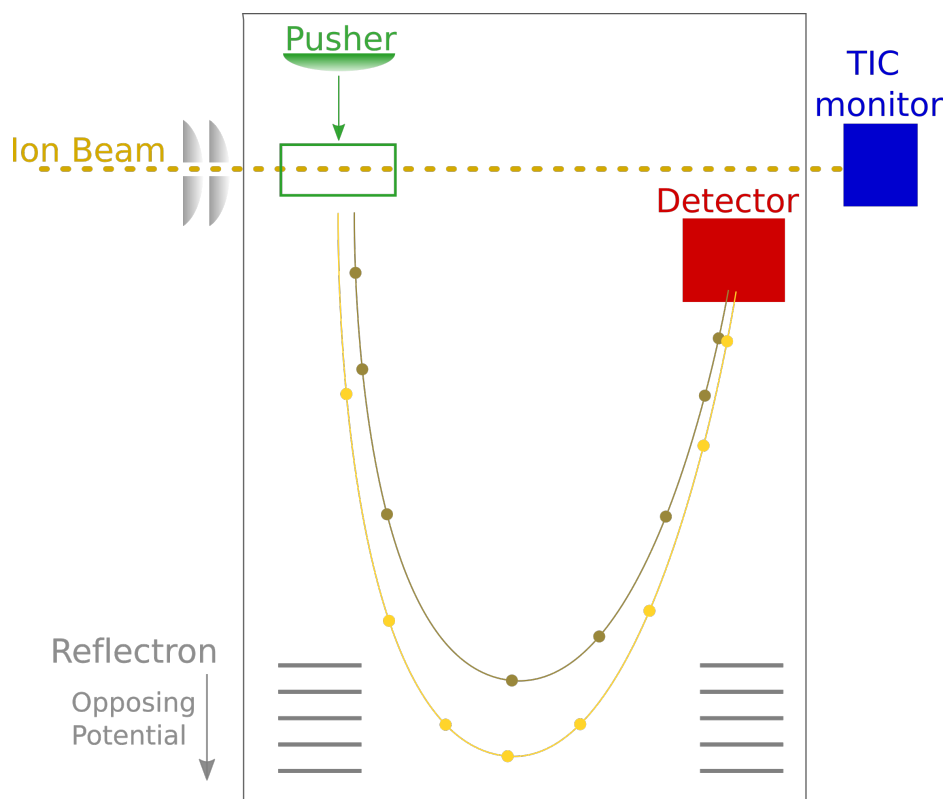 Pusher
TIC
monitor
Ion Beam
Detector
Reflectron
Opposing
Potential